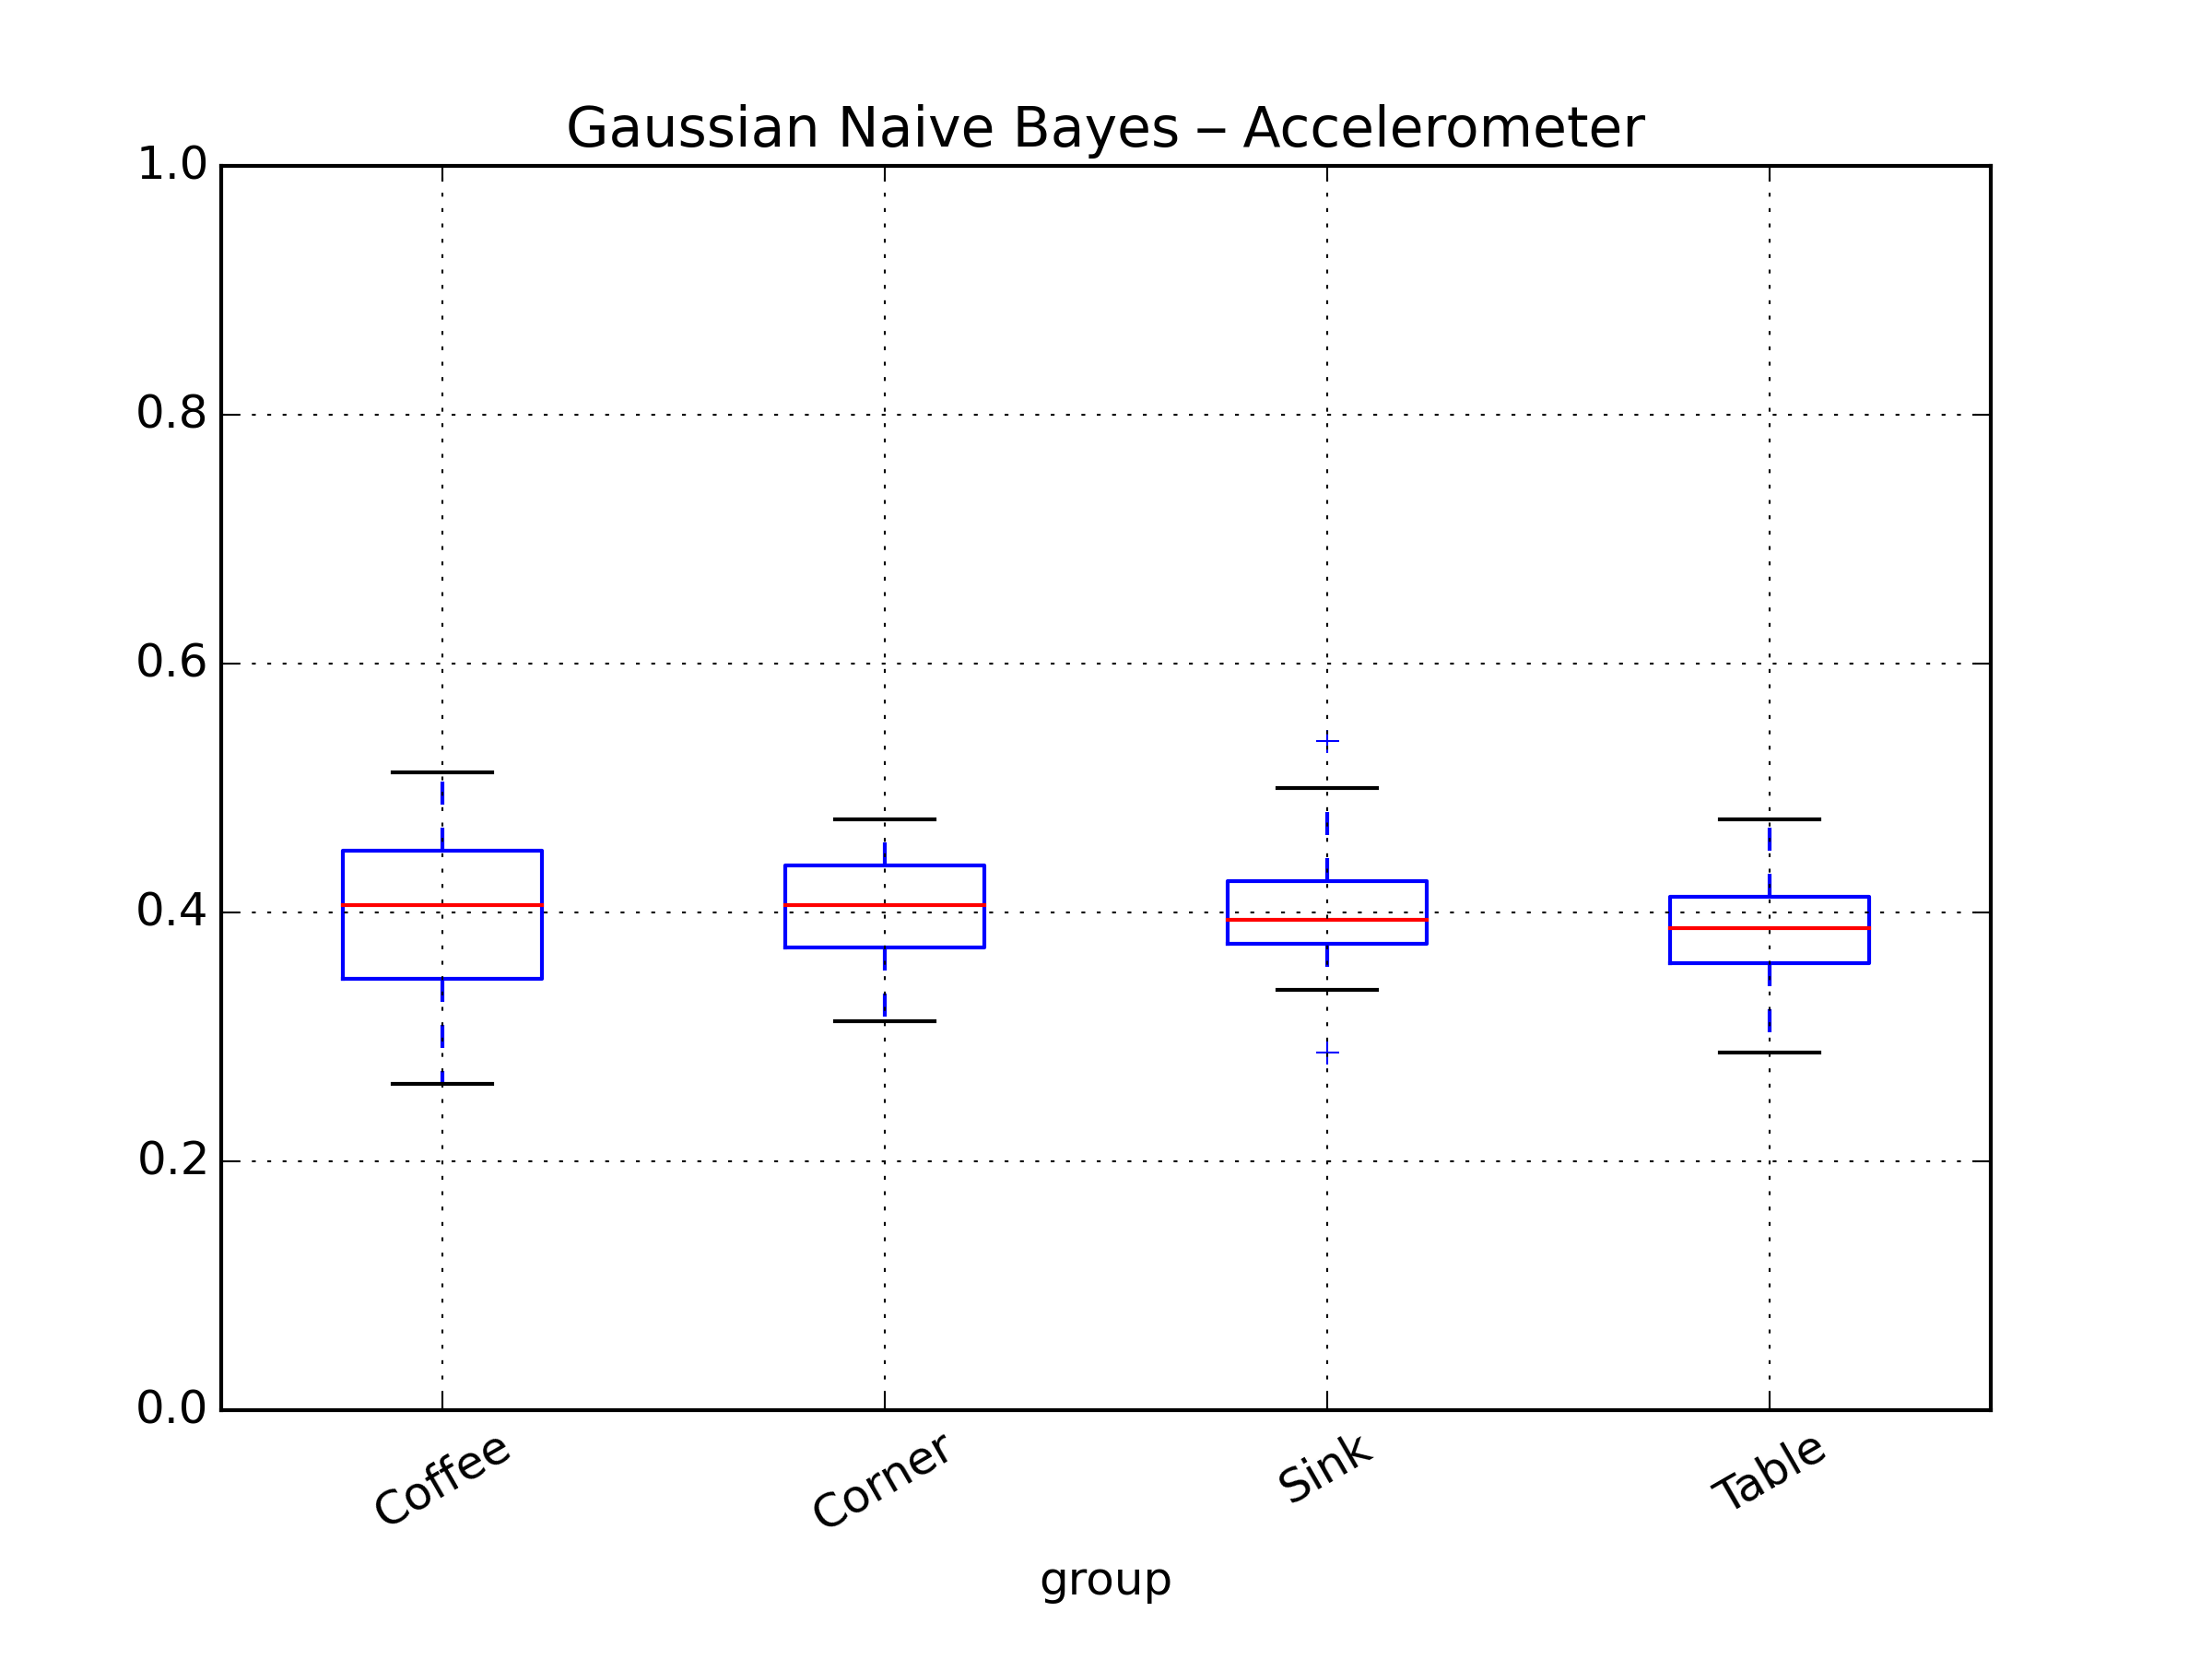 Gaussian Naive Bayes – Accelerometer
1.0
0.8
0.6
0.4
0.2
0.0
Coffee
Corner
Sink
Table
group